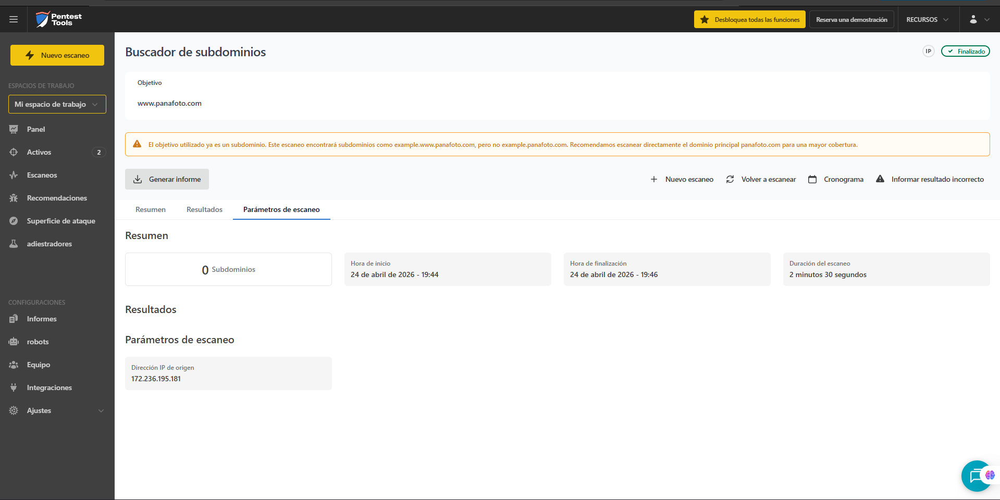 Pentest
Tools
Desbloquea todas las funciones
Reserva una demostración
RECURSOS
Nuevo escaneo
ESPACIOS DE TRABAJO
Mi espacio de trabajo
Panel
Activos 2
Escaneos
Recomendaciones
Superficie de ataque
adiestradores
CONFIGURACIONES
Informes
robots
Equipo
Integraciones
Ajustes
Buscador de subdominios
IP
Finalizado
Objetivo
www.panafoto.com
El objetivo utilizado ya es un subdominio. Este escaneo encontrará subdominios como example.www.panafoto.com, pero no example.panafoto.com. Recomendamos escanear directamente el dominio principal panafoto.com para una mayor cobertura.
Generar informe
Nuevo escaneo
Volver a escanear
Cronograma
Informar resultado incorrecto
Resumen
Resultados
Parámetros de escaneo
Resumen
0 Subdominios
Hora de inicio
24 de abril de 2026 - 19:44
Hora de finalización
24 de abril de 2026 - 19:46
Duración del escaneo
2 minutos 30 segundos
Resultados
Parámetros de escaneo
Dirección IP de origen
172.236.195.181